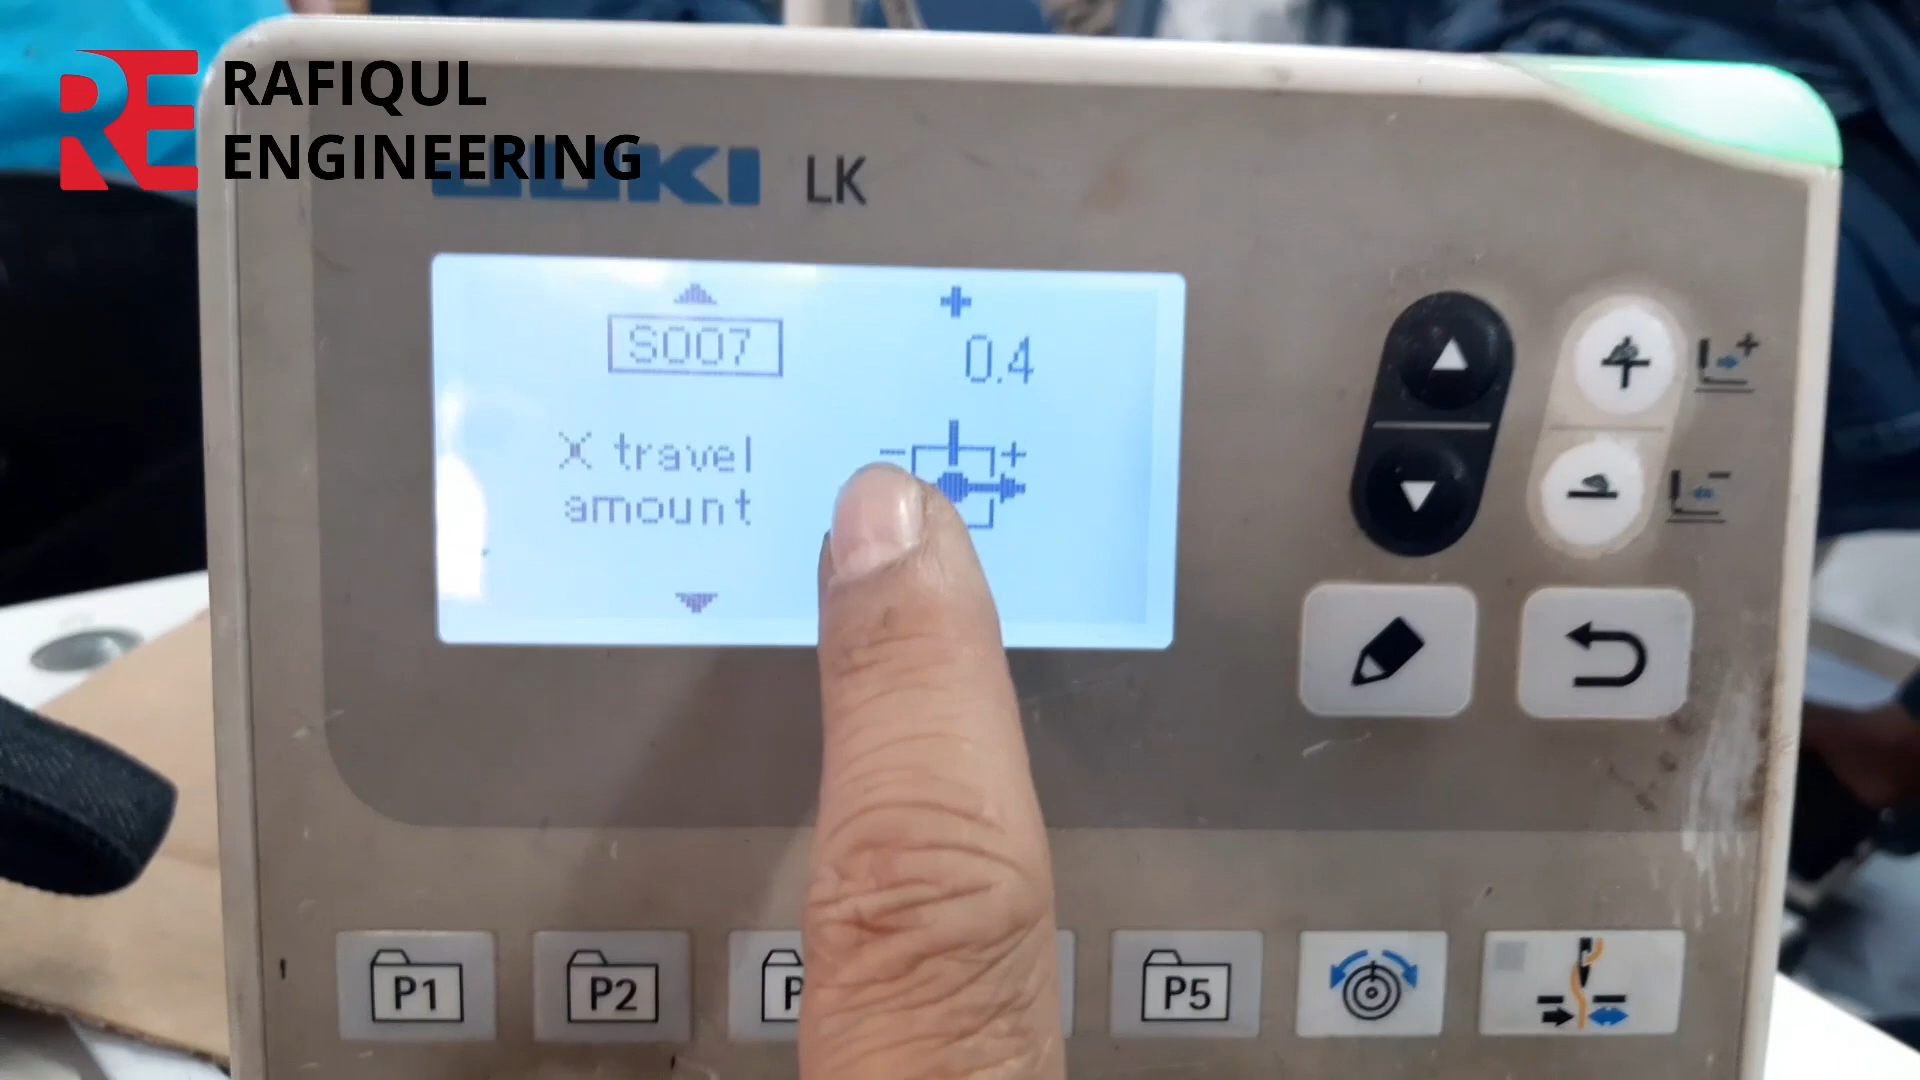 RAFIQUL
ENGINEERING
JUKI LK
S007
+
0.4
X travel
amount
- +
P1 P2 P5